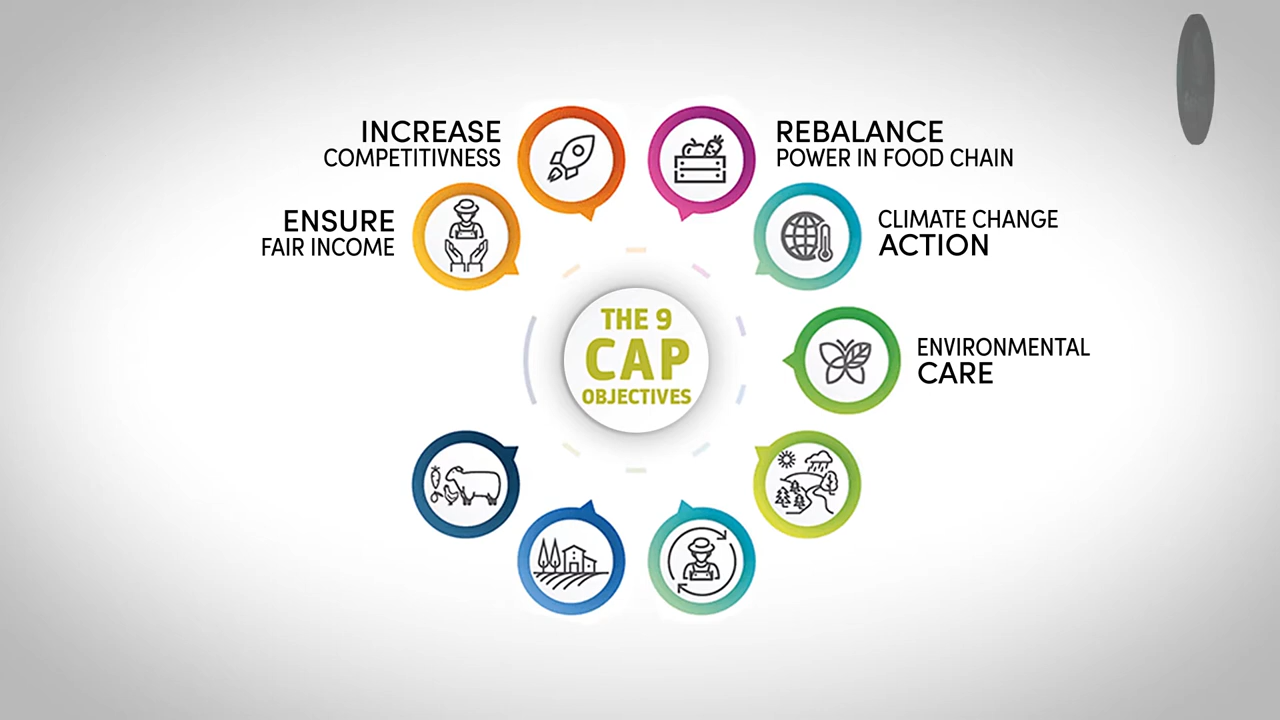 INCREASE
COMPETITIVNESS
REBALANCE
POWER IN FOOD CHAIN
ENSURE
FAIR INCOME
CLIMATE CHANGE
ACTION
THE 9
CAP
OBJECTIVES
ENVIRONMENTAL
CARE